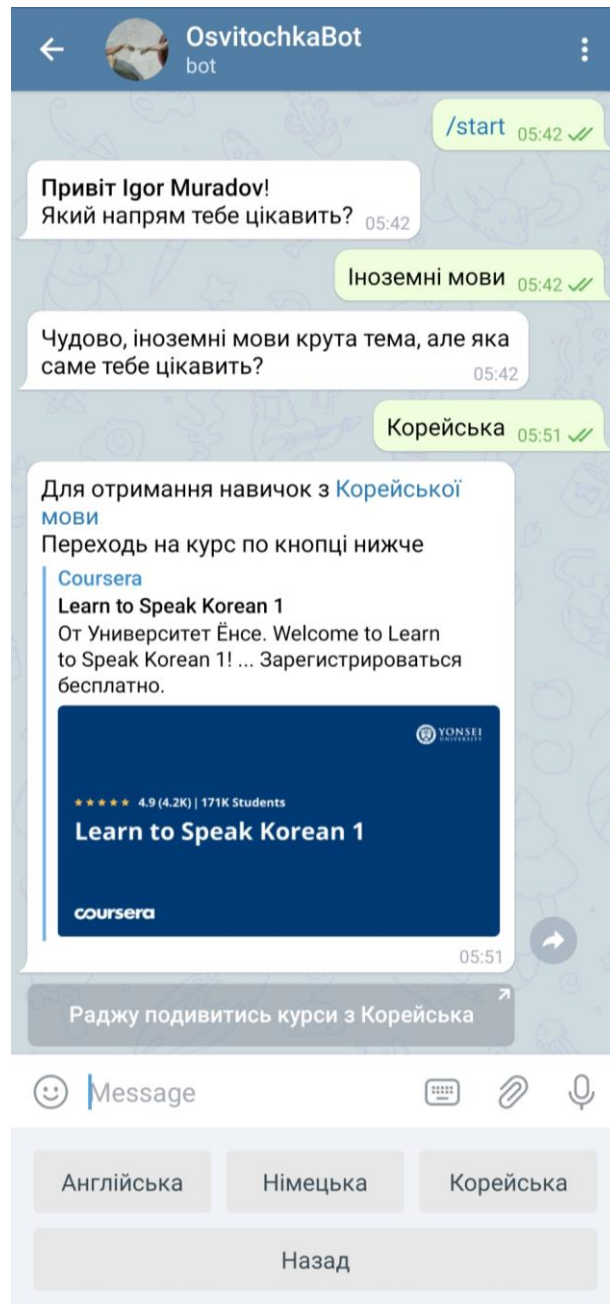 OsvitochkaBot
bot
/start 05:42
Привіт Igor Muradov!
Який напрям тебе цікавить? 05:42
Іноземні мови 05:42
Чудово, іноземні мови крута тема, але яка
саме тебе цікавить?
05:42
Корейська 05:51
Для отримання навичок з Корейської
мови
Переходь на курс по кнопці нижче
Coursera
Learn to Speak Korean 1
От Университет Ёнсе. Welcome to Learn
to Speak Korean 1! ... Зарегистрироваться
бесплатно.
YONSEI
UNIVERSITY
★★★★★ 4.9 (4.2K) | 171K Students
Learn to Speak Korean 1
coursera
05:51
Раджу подивитись курси з Корейська
Message
Англійська Німецька Корейська
Назад